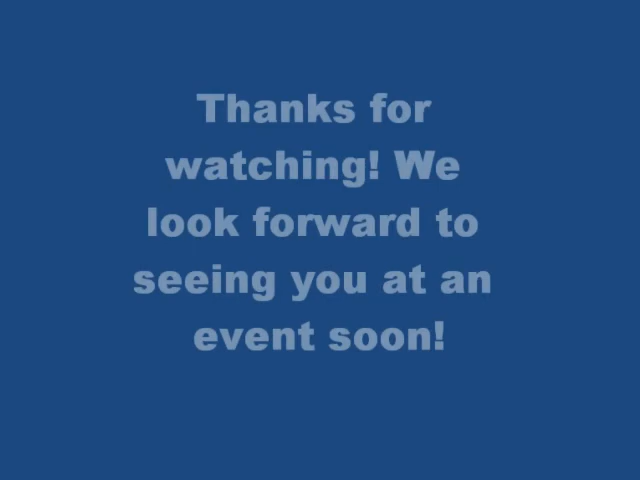 Thanks for
watching! We
look forward to
seeing you at an
event soon!